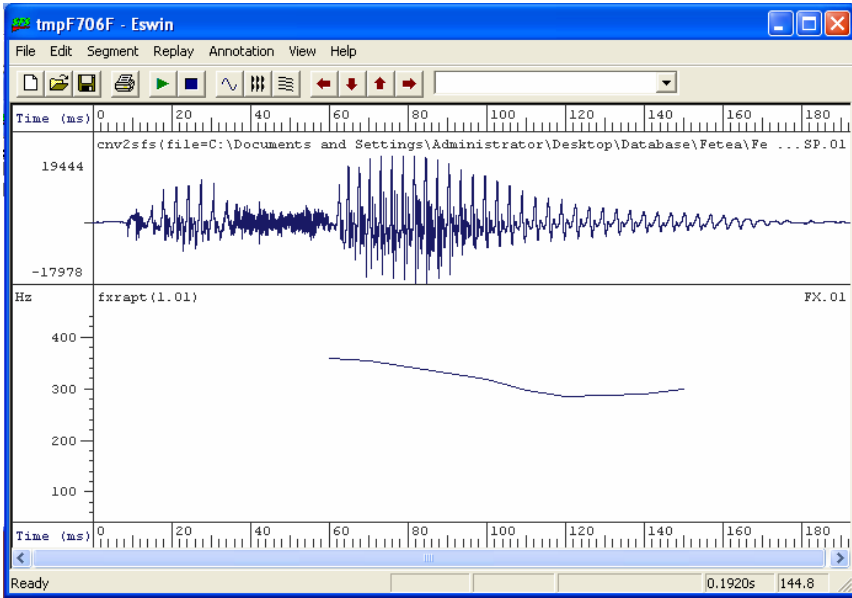 tmpF706F - Eswin
File Edit Segment Replay Annotation View Help
Time (ms) 0 20 40 60 80 100 120 140 160 180
cnv2sfs(file=C:\Documents and Settings\Administrator\Desktop\Database\Fetea\Fe ...SP.01
19444
-17978
Hz fxrapt(1.01) FX.01
400
300
200
100
Time (ms) 0 20 40 60 80 100 120 140 160 180
Ready 0.1920s 144.8